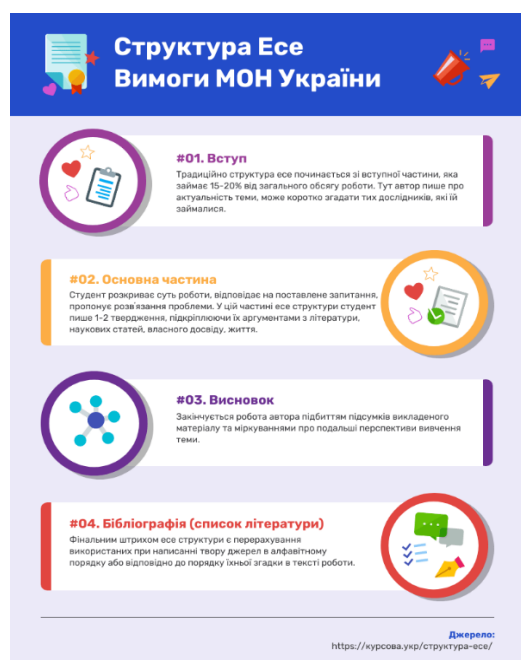 Структура Есе
Вимоги МОН України
#01. Вступ
Традиційно структура есе починається зі вступної частини, яка
займає 15-20% від загального обсягу роботи. Тут автор пише про
актуальність теми, може коротко згадати тих дослідників, які їй
займалися.
#02. Основна частина
Студент розкриває суть роботи, відповідає на поставлене запитання,
пропонує розв'язання проблеми. У цій частині есе структури студент
пише 1-2 твердження, підкріплюючи їх аргументами з літератури,
наукових статей, власного досвіду, життя.
#03. Висновок
Закінчується робота автора підбиттям підсумків викладеного
матеріалу та міркуваннями про подальші перспективи вивчення
теми.
#04. Бібліографія (список літератури)
Фінальним штрихом есе структури є перерахування
використаних при написанні твору джерел в алфавітному
порядку або відповідно до порядку їхньої згадки в тексті роботи.
Джерело:
https://курсова.укр/структура-есе/